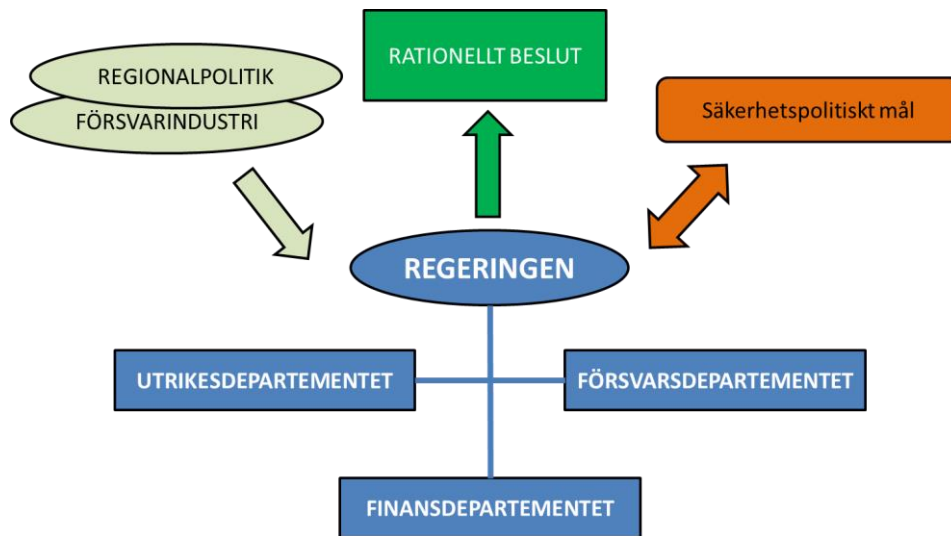 REGIONALPOLITIK
FÖRSVARINDUSTRI
RATIONELLT BESLUT
Säkerhetspolitiskt mål
REGERINGEN
UTRIKESDEPARTEMENTET
FÖRSVARSDEPARTEMENTET
FINANSDEPARTEMENTET